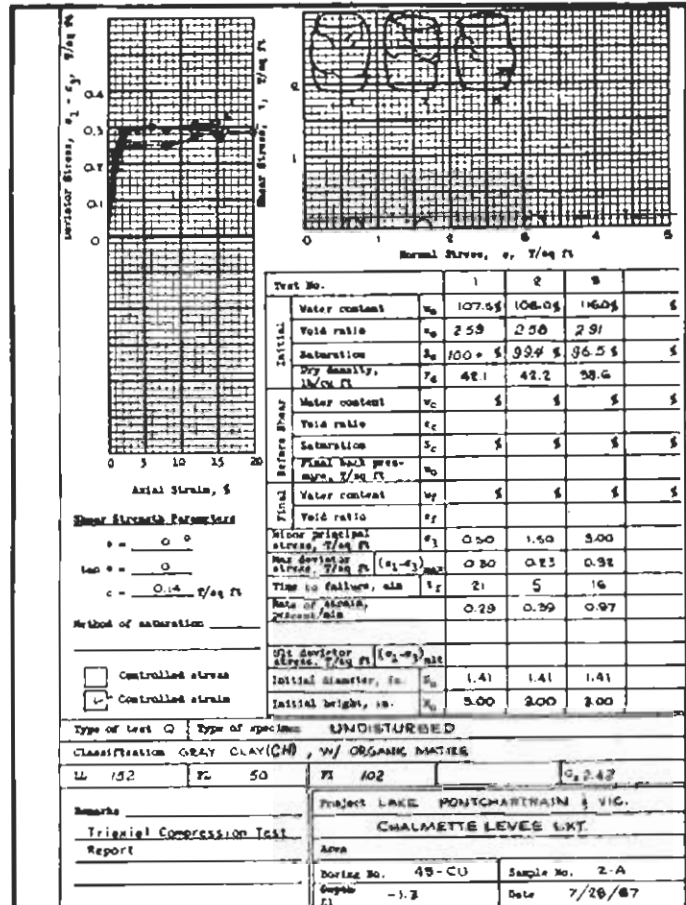 Deviator Stress, σ₁ - σ₃, T/sq ft
0.4
0.3
0.2
0.1
0
0 5 10 15 20
Axial Strain, %
Shear Stress, τ, T/sq ft
2
1
0 1 2 3 4 5
Normal Stress, σ, T/sq ft
1 2 3
Shear Strength Parameters
φ = 0 °
tan φ = 0
c = 0.14 T/sq ft
Method of saturation
Controlled stress
Controlled strain
Test No. 1 2 3
Initial
Water content w₀ 107.5% 108.0% 116.0% %
Void ratio e₀ 2.59 2.58 2.91
Saturation S₀ 100+ % 99.4 % 96.5 % %
Dry density, lb/cu ft γd 42.1 42.2 38.6
Before Shear
Water content wc % % % %
Void ratio ec
Saturation Sc % % % %
Final back pressure, T/sq ft u₀
Final
Water content wf % % % %
Void ratio ef
Minor principal stress, T/sq ft σ₃ 0.50 1.50 3.00
Max deviator stress, T/sq ft (σ₁-σ₃)max 0.30 0.23 0.32
Time to failure, min tf 21 5 16
Rate of strain, percent/min 0.29 0.39 0.97
Ult deviator stress, T/sq ft (σ₁-σ₃)ult
Initial diameter, in. D₀ 1.41 1.41 1.41
Initial height, in. H₀ 3.00 3.00 3.00
Type of test Q Type of specimen UNDISTURBED
Classification GRAY CLAY(CH), W/ ORGANIC MATTER
LL 152 PL 50 PI 102 Gs 2.42
Remarks
Triaxial Compression Test
Report
Project LAKE PONTCHARTRAIN & VIC.
CHALMETTE LEVEE EXT.
Area
Boring No. 45-CU Sample No. 2-A
Depth El -3.3 Date 7/28/67